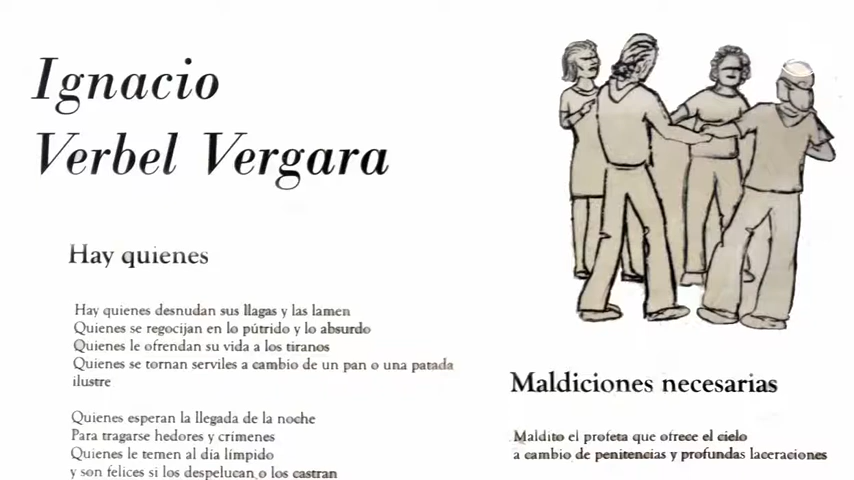 Ignacio
Verbel Vergara
Hay quienes
Hay quienes desnudan sus llagas y las lamen
Quienes se regocijan en lo pútrido y lo absurdo
Quienes le ofrendan su vida a los tiranos
Quienes se tornan serviles a cambio de un pan o una patada
ilustre
Quienes esperan la llegada de la noche
Para tragarse hedores y crímenes
Quienes le temen al día límpido
y son felices si los despelucan o los castran
Maldiciones necesarias
Maldito el profeta que ofrece el cielo
a cambio de penitencias y profundas laceraciones